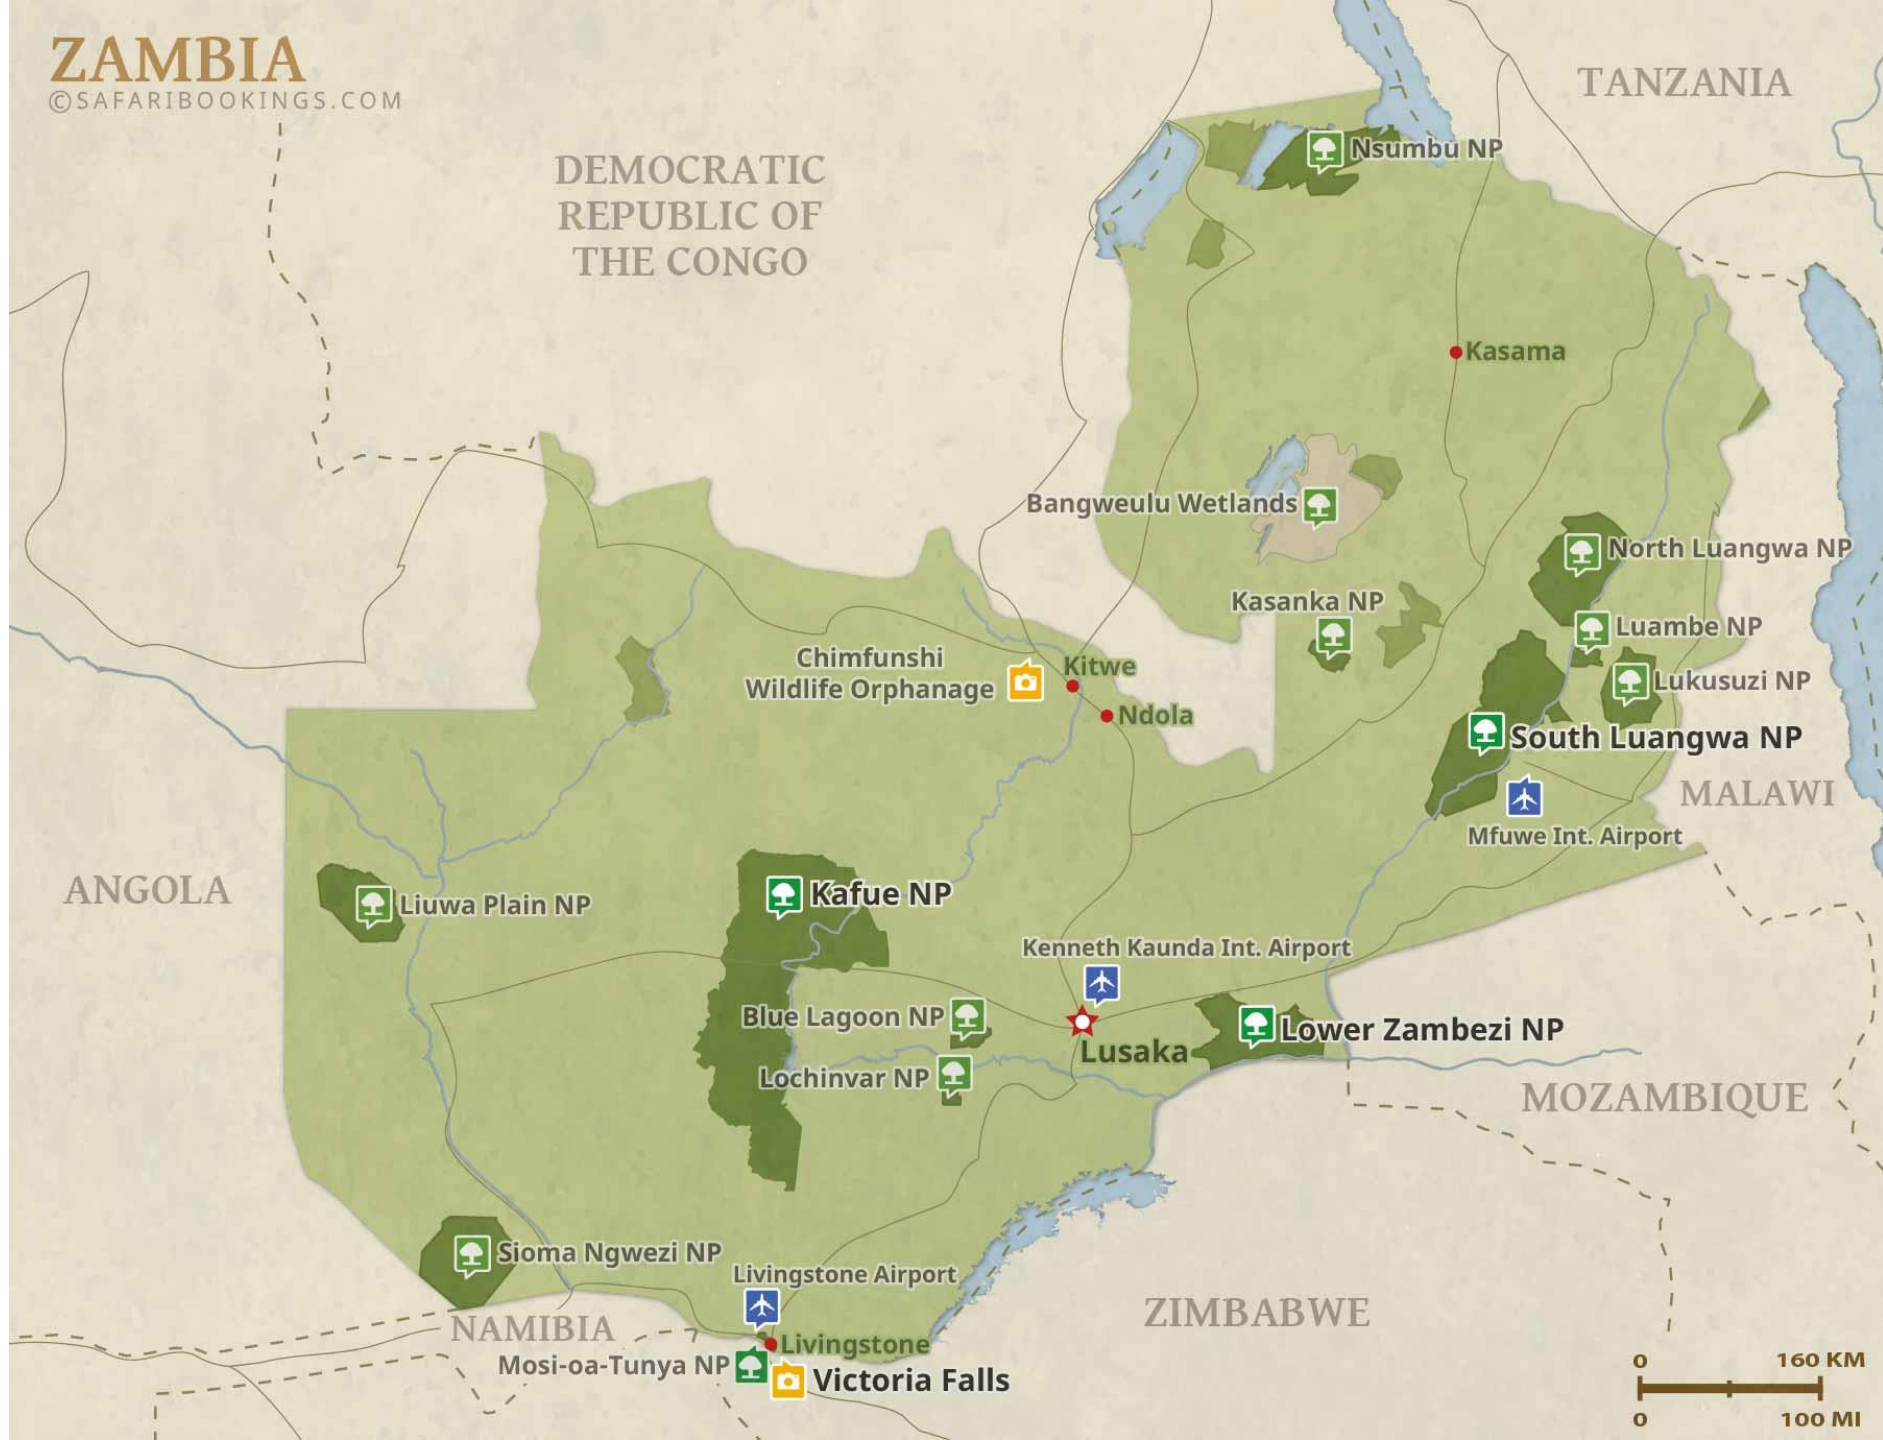 ZAMBIA
©SAFARIBOOKINGS.COM
TANZANIA
DEMOCRATIC
REPUBLIC OF
THE CONGO
Nsumbu NP
Kasama
Bangweulu Wetlands
North Luangwa NP
Kasanka NP
Luambe NP
Chimfunshi
Wildlife Orphanage
Kitwe
Lukusuzi NP
Ndola
South Luangwa NP
MALAWI
Mfuwe Int. Airport
ANGOLA
Liuwa Plain NP
Kafue NP
Kenneth Kaunda Int. Airport
Blue Lagoon NP
Lower Zambezi NP
Lusaka
Lochinvar NP
MOZAMBIQUE
Sioma Ngwezi NP
Livingstone Airport
ZIMBABWE
NAMIBIA
Livingstone
Mosi-oa-Tunya NP
Victoria Falls
0 160 KM
0 100 MI